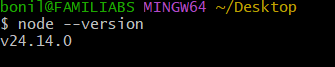 bonil@FAMILIABS MINGW64 ~/Desktop
$ node --version
v24.14.0